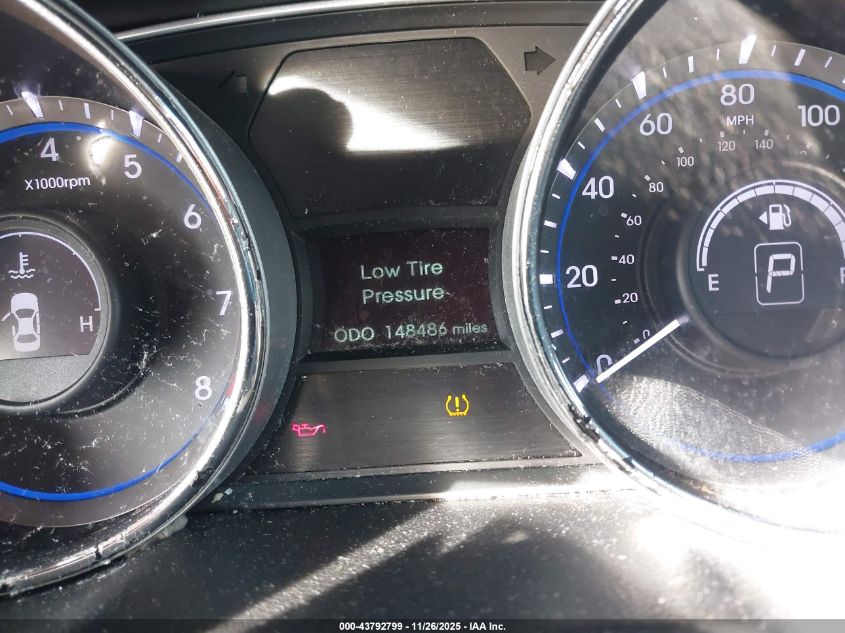 4
5
X1000rpm
6
7
8
H
Low Tire
Pressure
ODO 148486 miles
0
20
40
60
80
100
MPH
0
20
40
60
80
100
120
140
E
P
F
000-43792799 • 11/26/2025 • IAA Inc.